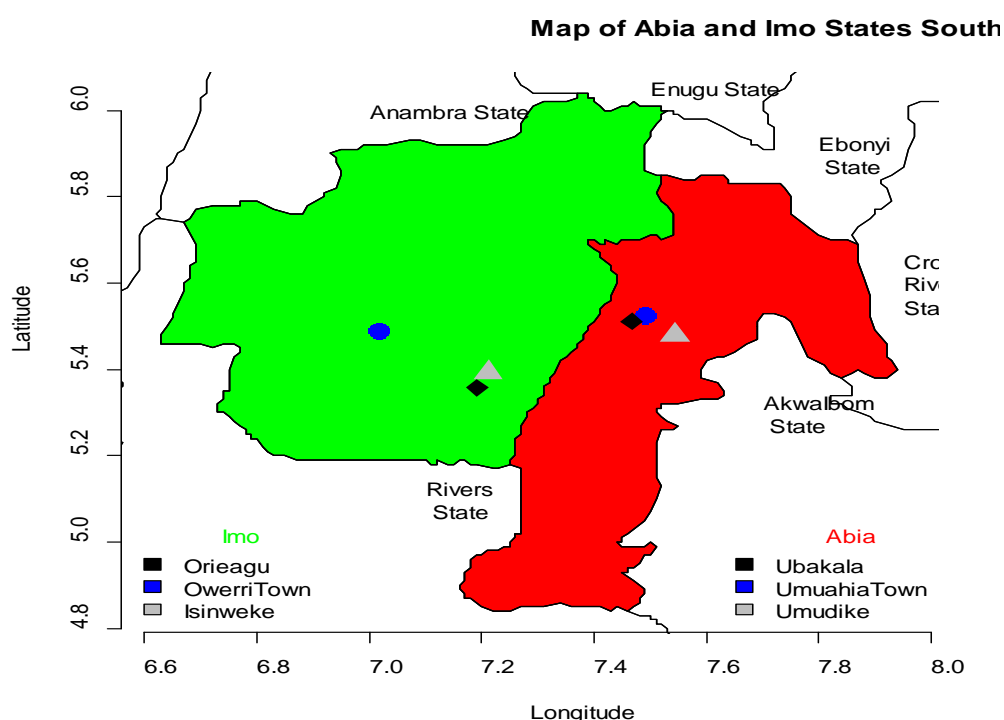 Map of Abia and Imo States South
Enugu State
Anambra State
Ebonyi
State
Cro
Rive
Sta
AkwaIbom
State
Rivers
State
Imo
Orieagu
OwerriTown
Isinweke
Abia
Ubakala
UmuahiaTown
Umudike
Latitude
6.0
5.8
5.6
5.4
5.2
5.0
4.8
6.6 6.8 7.0 7.2 7.4 7.6 7.8 8.0
Longitude